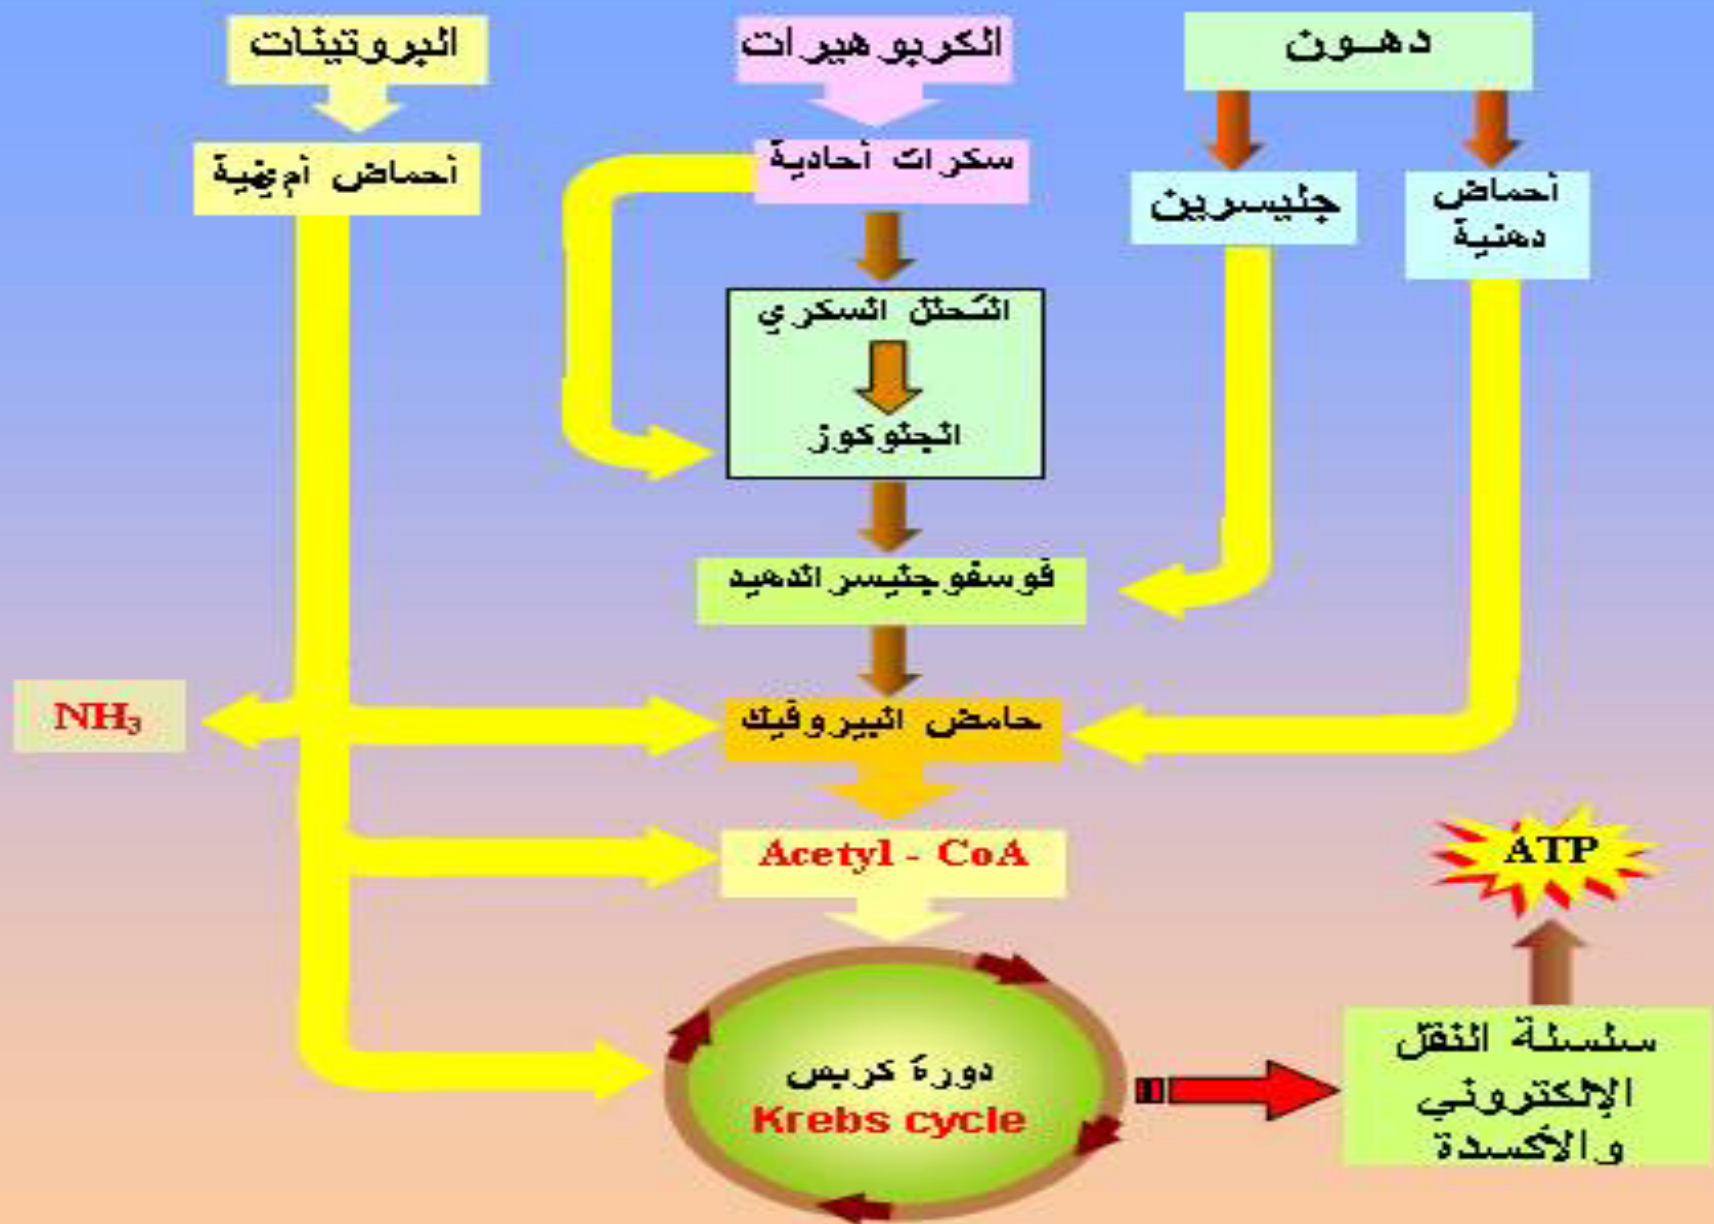 البروتينات
الكربوهيرات
دهون
أحماض أمينية
سكرات أحادية
جليسرين
أحماض
دهنية
التحلل السكري
الجلوكوز
فوسفوجليسرالدهيد
NH₃
حامض البيروفيك
Acetyl - CoA
ATP
دورة كربس
Krebs cycle
سلسلة النقل
الإلكتروني
والأكسدة